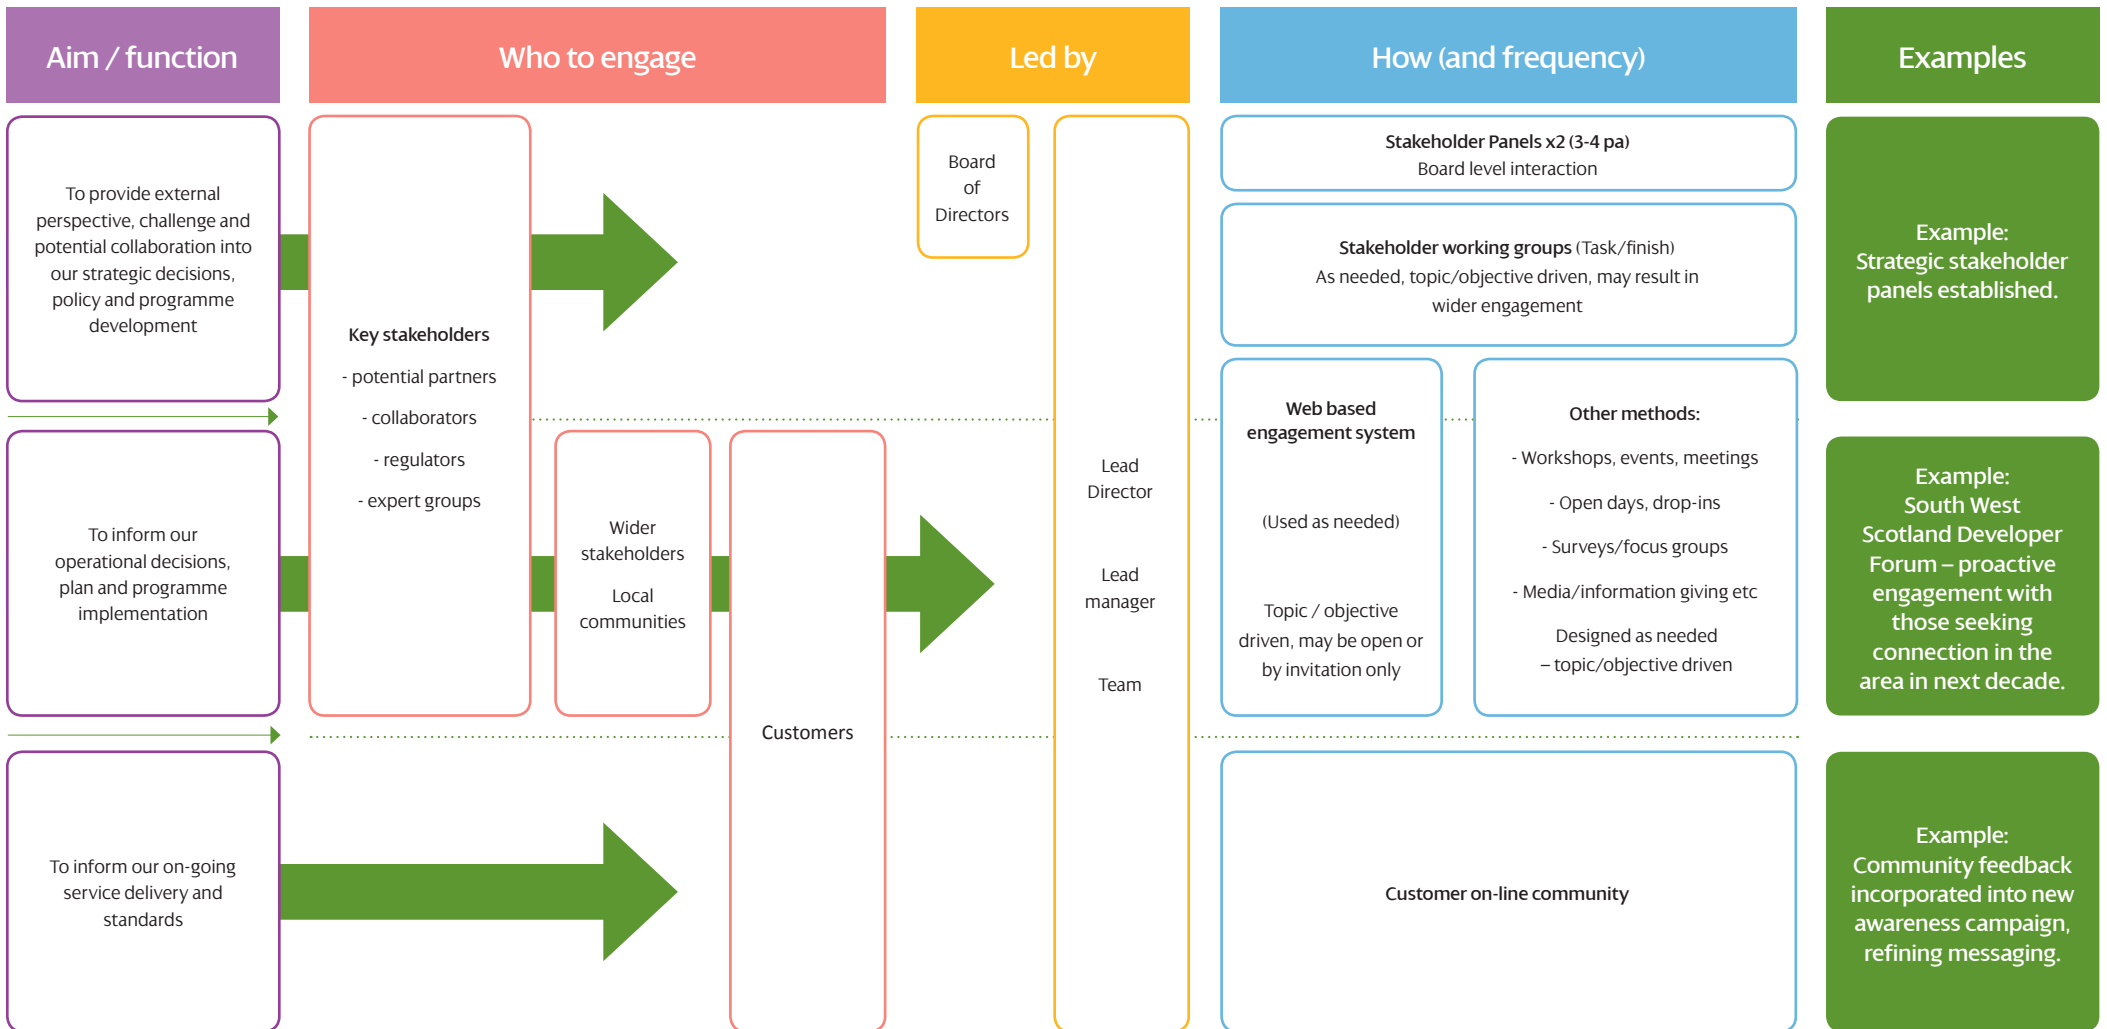 Aim / function
Who to engage
Led by
How (and frequency)
Examples
To provide external
perspective, challenge and
potential collaboration into
our strategic decisions,
policy and programme
development
Key stakeholders
- potential partners
- collaborators
- regulators
- expert groups
Board
of
Directors
Stakeholder Panels x2 (3-4 pa)
Board level interaction
Stakeholder working groups (Task/finish)
As needed, topic/objective driven, may result in
wider engagement
Example:
Strategic stakeholder
panels established.
To inform our
operational decisions,
plan and programme
implementation
Wider
stakeholders
Local
communities
Customers
Lead
Director
Lead
manager
Team
Web based
engagement system
(Used as needed)
Topic / objective
driven, may be open or
by invitation only
Other methods:
- Workshops, events, meetings
- Open days, drop-ins
- Surveys/focus groups
- Media/information giving etc
Designed as needed
– topic/objective driven
Example:
South West
Scotland Developer
Forum – proactive
engagement with
those seeking
connection in the
area in next decade.
To inform our on-going
service delivery and
standards
Customer on-line community
Example:
Community feedback
incorporated into new
awareness campaign,
refining messaging.